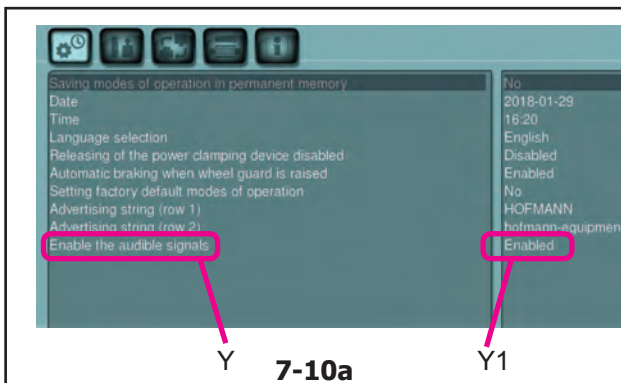 Saving modes of operation in permanent memory No
Date 2018-01-29
Time 16:20
Language selection English
Releasing of the power clamping device disabled Disabled
Automatic braking when wheel guard is raised Enabled
Setting factory default modes of operation No
Advertising string (row 1) HOFMANN
Advertising string (row 2) hofmann-equipmen
Enable the audible signals Enabled
Y 7-10a Y1